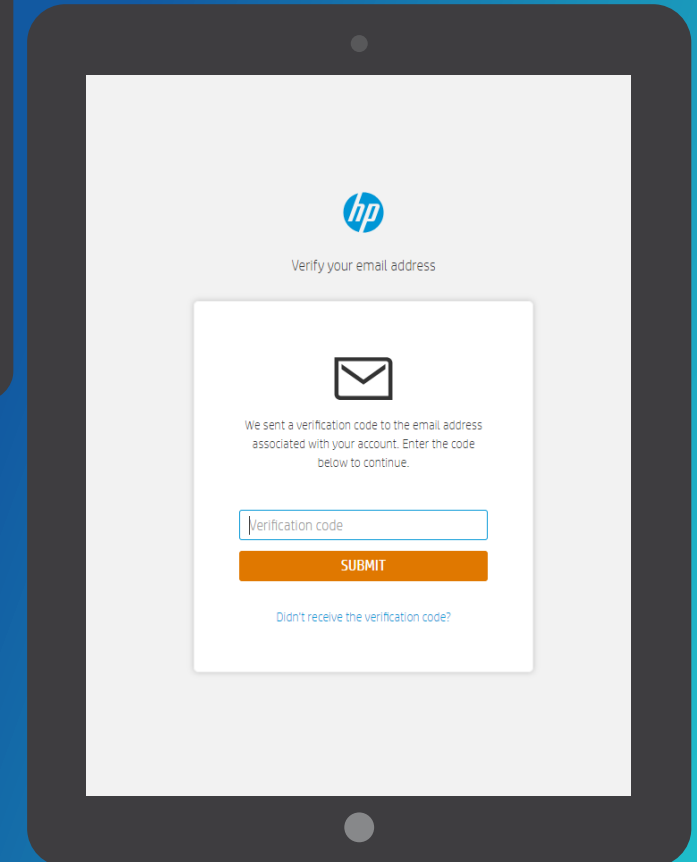 hp
Verify your email address
We sent a verification code to the email address
associated with your account. Enter the code
below to continue.
Verification code
SUBMIT
Didn't receive the verification code?